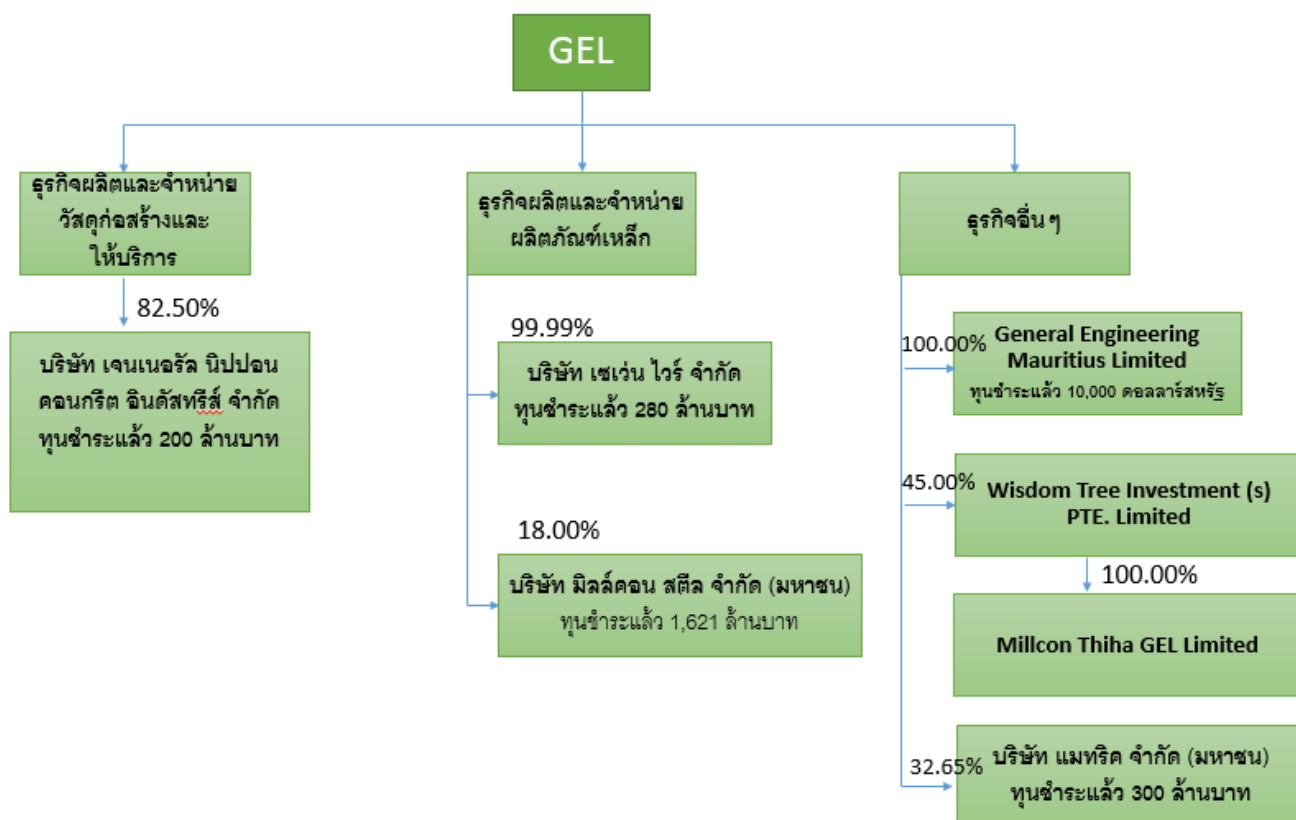 GEL
ธุรกิจผลิตและจำหน่าย
วัสดุก่อสร้างและ
ให้บริการ
82.50%
บริษัท เจนเนอรัล นิปปอน
คอนกรีต อินดัสทรีส์ จำกัด
ทุนชำระแล้ว 200 ล้านบาท
ธุรกิจผลิตและจำหน่าย
ผลิตภัณฑ์เหล็ก
99.99%
บริษัท เซเว่น ไวร์ จำกัด
ทุนชำระแล้ว 280 ล้านบาท
18.00%
บริษัท มิลล์คอน สตีล จำกัด (มหาชน)
ทุนชำระแล้ว 1,621 ล้านบาท
ธุรกิจอื่นๆ
100.00%
General Engineering
Mauritius Limited
ทุนชำระแล้ว 10,000 ดอลลาร์สหรัฐ
45.00%
Wisdom Tree Investment (s)
PTE. Limited
100.00%
Millcon Thiha GEL Limited
32.65%
บริษัท แมทริค จำกัด (มหาชน)
ทุนชำระแล้ว 300 ล้านบาท